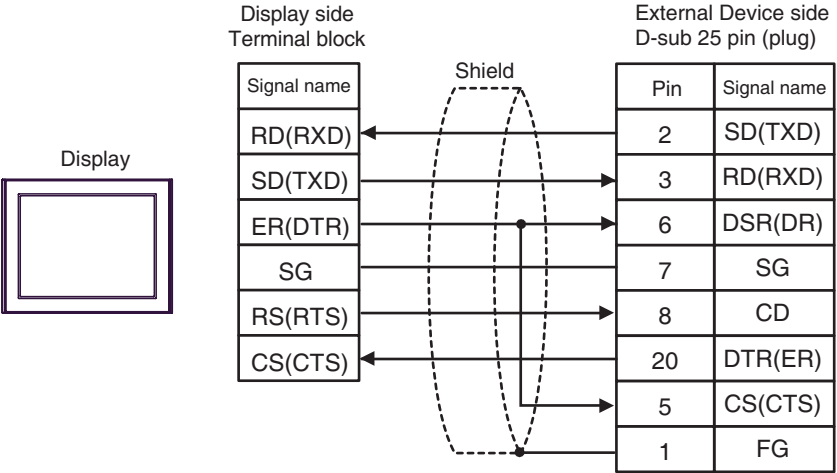 Display side
Terminal block
External Device side
D-sub 25 pin (plug)
Shield
Display
Signal name
Pin Signal name
RD(RXD) 2 SD(TXD)
SD(TXD) 3 RD(RXD)
ER(DTR) 6 DSR(DR)
SG 7 SG
RS(RTS) 8 CD
CS(CTS) 20 DTR(ER)
5 CS(CTS)
1 FG